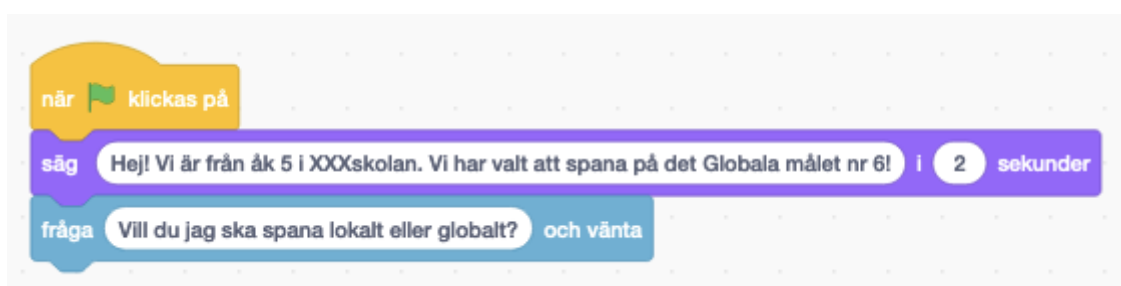 när klickas på
säg Hej! Vi är från åk 5 i XXXskolan. Vi har valt att spana på det Globala målet nr 6! i 2 sekunder
fråga Vill du jag ska spana lokalt eller globalt? och vänta